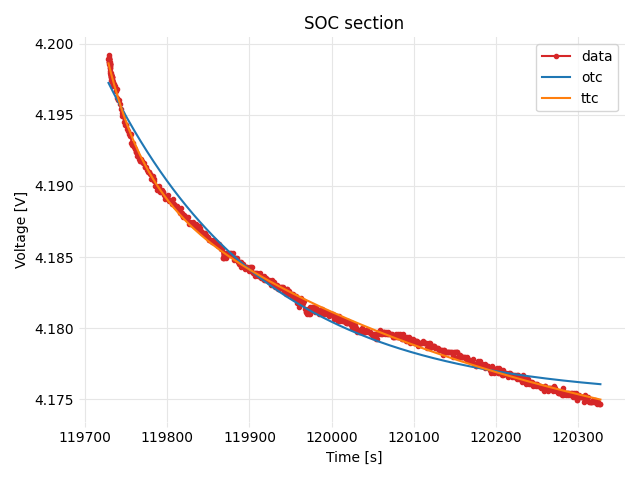 SOC section
4.200
4.195
4.190
4.185
4.180
4.175
Voltage [V]
data
otc
ttc
119700 119800 119900 120000 120100 120200 120300
Time [s]